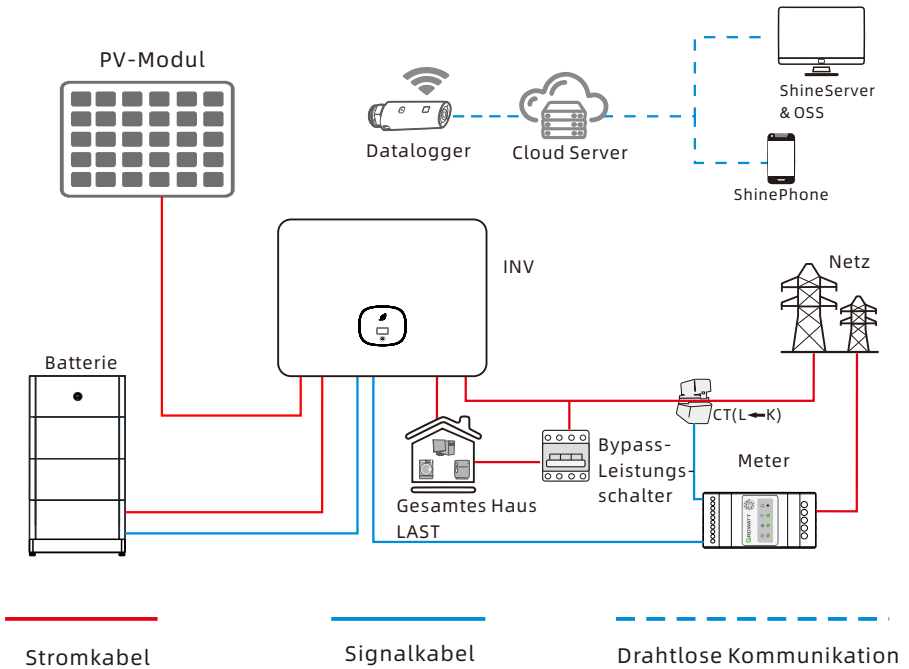 PV-Modul
ShineServer
& OSS
Datalogger
Cloud Server
ShinePhone
INV
Netz
Batterie
CT(L←K)
Bypass-
Leistungs-
schalter
Meter
Gesamtes Haus
LAST
GROWATT
Stromkabel
Signalkabel
Drahtlose Kommunikation